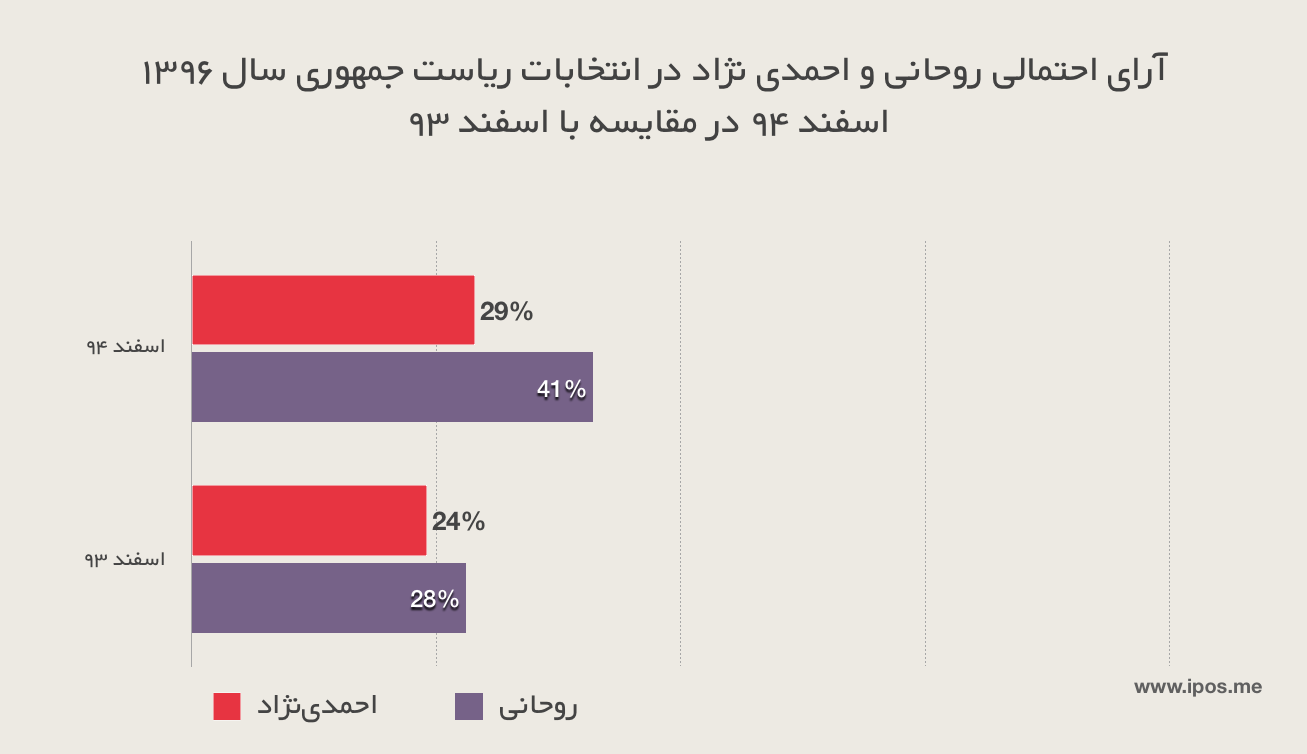 آرای احتمالی روحانی و احمدی نژاد در انتخابات ریاست جمهوری سال ۱۳۹۶
اسفند ۹۴ در مقایسه با اسفند ۹۳
29%
اسفند ۹۴
41%
24%
اسفند ۹۳
28%
www.ipos.me
روحانی
احمدی‌نژاد